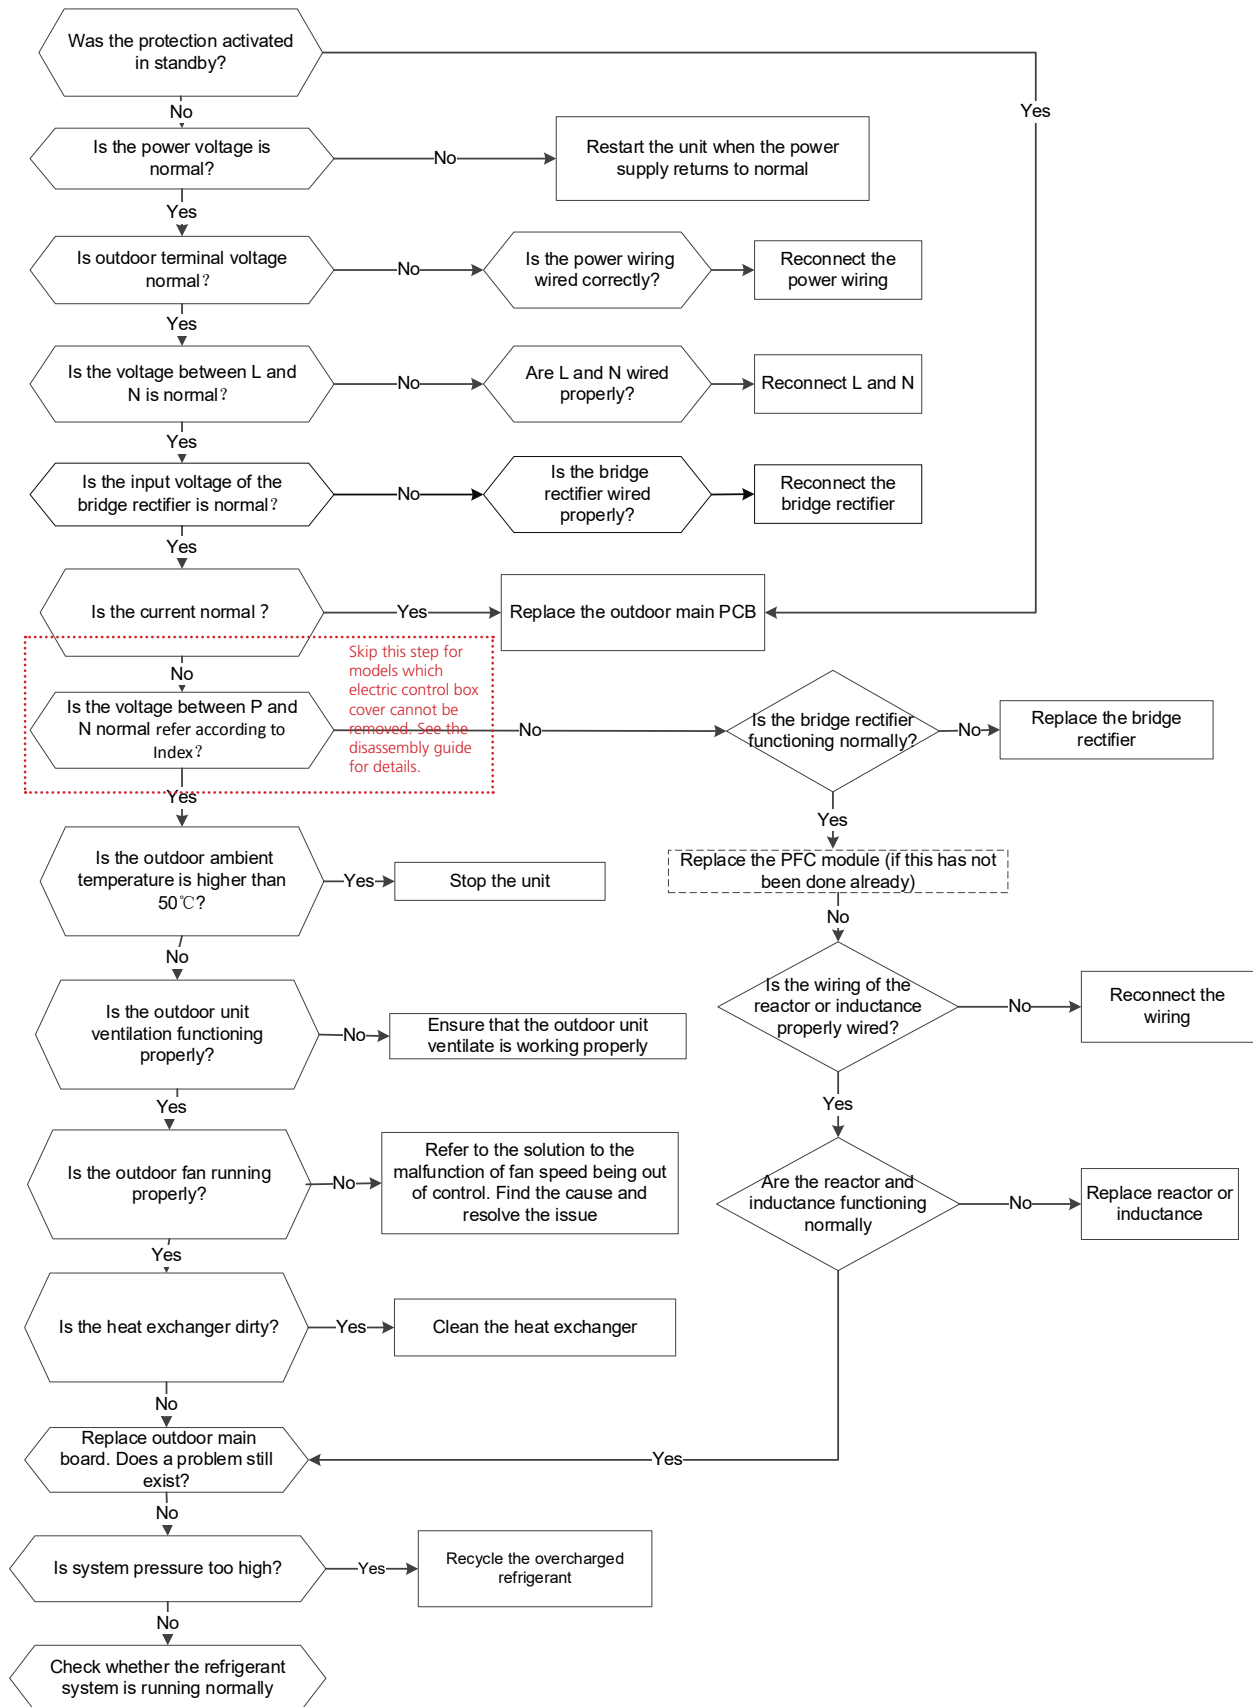 Was the protection activated
in standby?
Yes
No
Is the power voltage is
normal?
No
Restart the unit when the power
supply returns to normal
Yes
Is outdoor terminal voltage
normal？
No
Is the power wiring
wired correctly?
Reconnect the
power wiring
Yes
Is the voltage between L and
N is normal？
No
Are L and N wired
properly?
Reconnect L and N
Yes
Is the input voltage of the
bridge rectifier is normal？
No
Is the bridge
rectifier wired
properly?
Reconnect the
bridge rectifier
Yes
Is the current normal？
Yes
Replace the outdoor main PCB
No
Skip this step for
models which
electric control box
cover cannot be
removed. See the
disassembly guide
for details.
Is the voltage between P and
N normal refer according to
Index？
No
Is the bridge rectifier
functioning normally?
No
Replace the bridge
rectifier
Yes
Yes
Is the outdoor ambient
temperature is higher than
50℃?
Yes
Stop the unit
Replace the PFC module (if this has not
been done already)
No
No
Is the outdoor unit
ventilation functioning
properly?
No
Ensure that the outdoor unit
ventilate is working properly
Is the wiring of the
reactor or inductance
properly wired?
No
Reconnect the
wiring
Yes
Yes
Is the outdoor fan running
properly?
No
Refer to the solution to the
malfunction of fan speed being out
of control. Find the cause and
resolve the issue
Are the reactor and
inductance functioning
normally
No
Replace reactor or
inductance
Yes
Is the heat exchanger dirty?
Yes
Clean the heat exchanger
No
Replace outdoor main
board. Does a problem still
exist?
Yes
No
Is system pressure too high?
Yes
Recycle the overcharged
refrigerant
No
Check whether the refrigerant
system is running normally